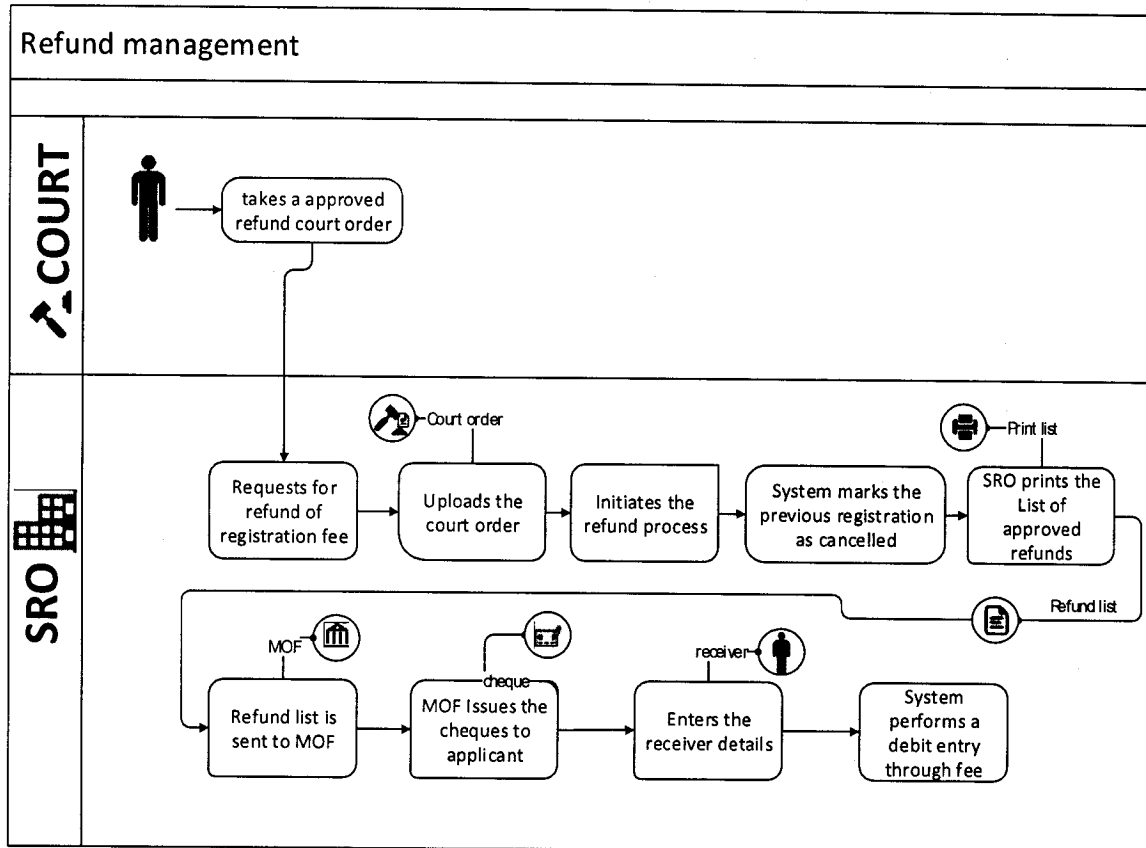 Refund management
COURT
takes a approved
refund court order
SRO
Court order
Print list
Requests for
refund of
registration fee
Uploads the
court order
Initiates the
refund process
System marks the
previous registration
as cancelled
SRO prints the
List of
approved
refunds
Refund list
MOF
cheque
receiver
Refund list is
sent to MOF
MOF Issues the
cheques to
applicant
Enters the
receiver details
System
performs a
debit entry
through fee